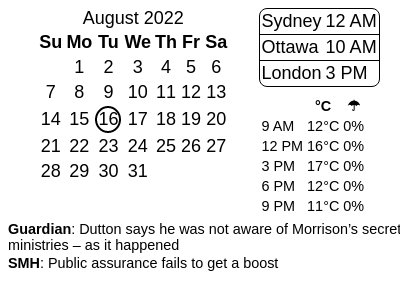 August 2022
Su Mo Tu We Th Fr Sa
1 2 3 4 5 6
7 8 9 10 11 12 13
14 15 16 17 18 19 20
21 22 23 24 25 26 27
28 29 30 31
Sydney 12 AM
Ottawa 10 AM
London 3 PM
°C ☂
9 AM 12°C 0%
12 PM 16°C 0%
3 PM 17°C 0%
6 PM 12°C 0%
9 PM 11°C 0%
Guardian: Dutton says he was not aware of Morrison’s secret
ministries – as it happened
SMH: Public assurance fails to get a boost